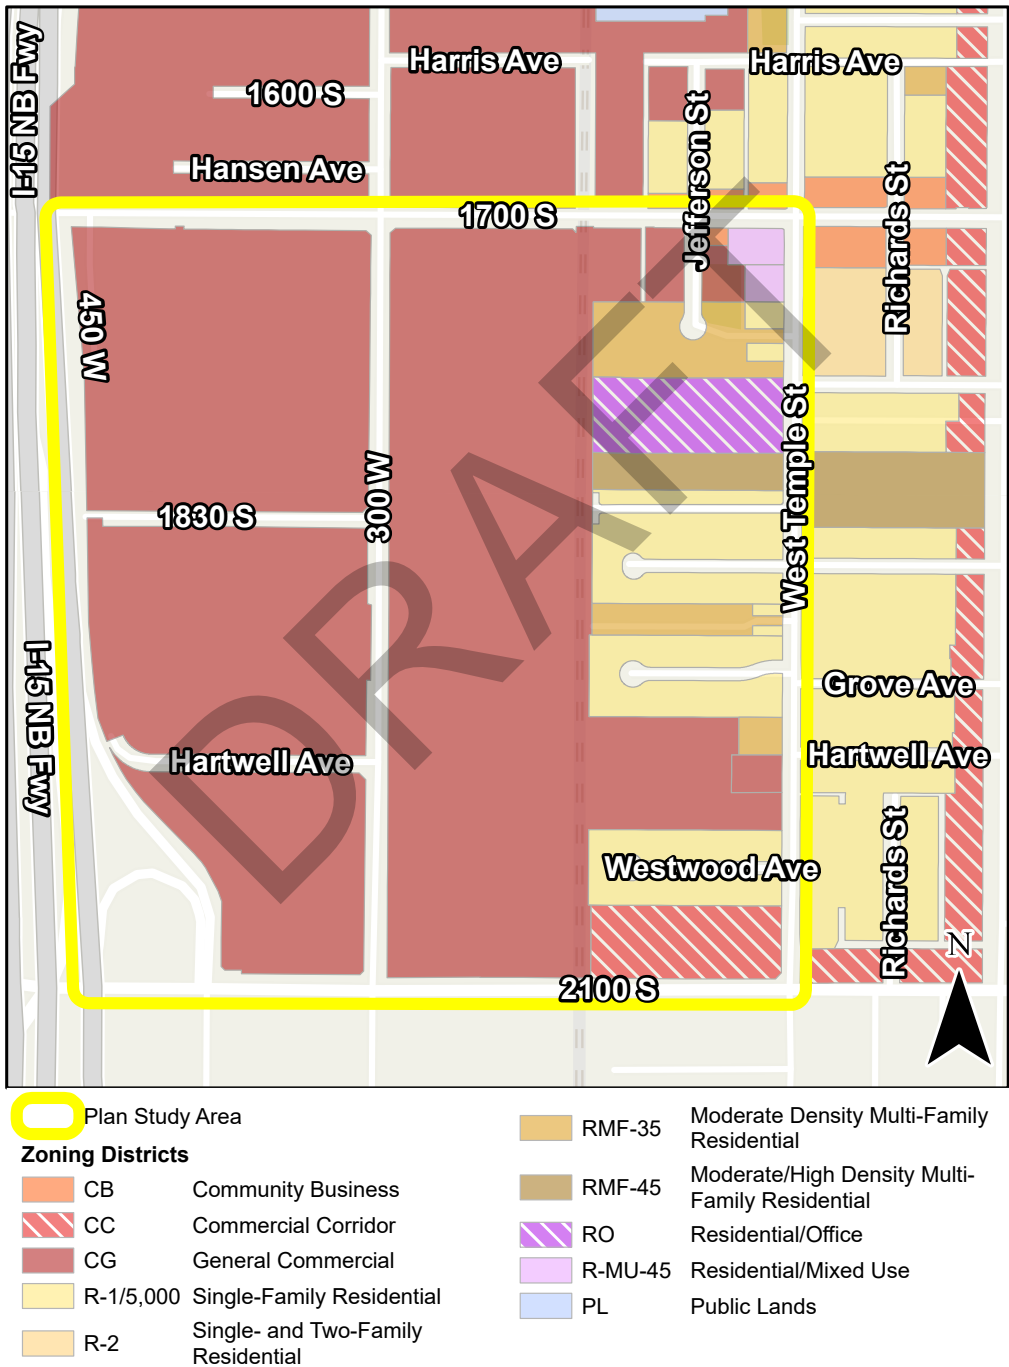 I-15 NB Fwy
Harris Ave
Harris Ave
1600 S
Hansen Ave
Jefferson St
Richards St
1700 S
450 W
300 W
1830 S
West Temple St
DRAFT
I-15 NB Fwy
Grove Ave
Hartwell Ave
Hartwell Ave
Westwood Ave
Richards St
N
2100 S
Plan Study Area
Zoning Districts
CB Community Business
CC Commercial Corridor
CG General Commercial
R-1/5,000 Single-Family Residential
R-2 Single- and Two-Family
Residential
RMF-35 Moderate Density Multi-Family
Residential
RMF-45 Moderate/High Density Multi-
Family Residential
RO Residential/Office
R-MU-45 Residential/Mixed Use
PL Public Lands